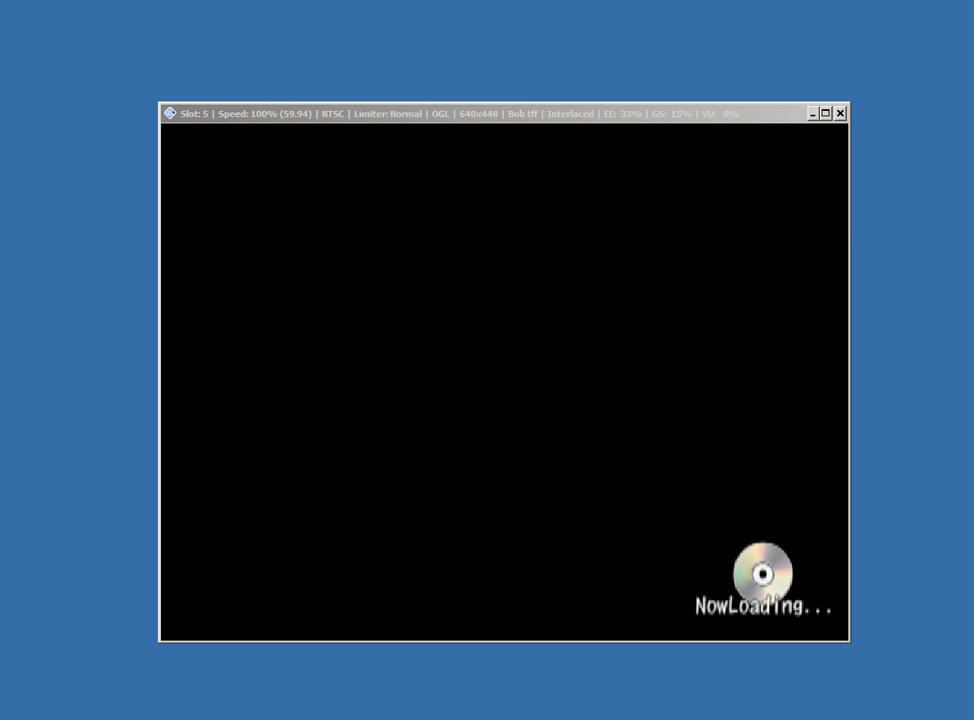 Slot: 5 | Speed: 100% (59.94) | NTSC | Limiter: Normal | OGL | 640x448 | Bob tff | Interlaced | EE: 33% | GS: 15% | VU: 0%
NowLoading...